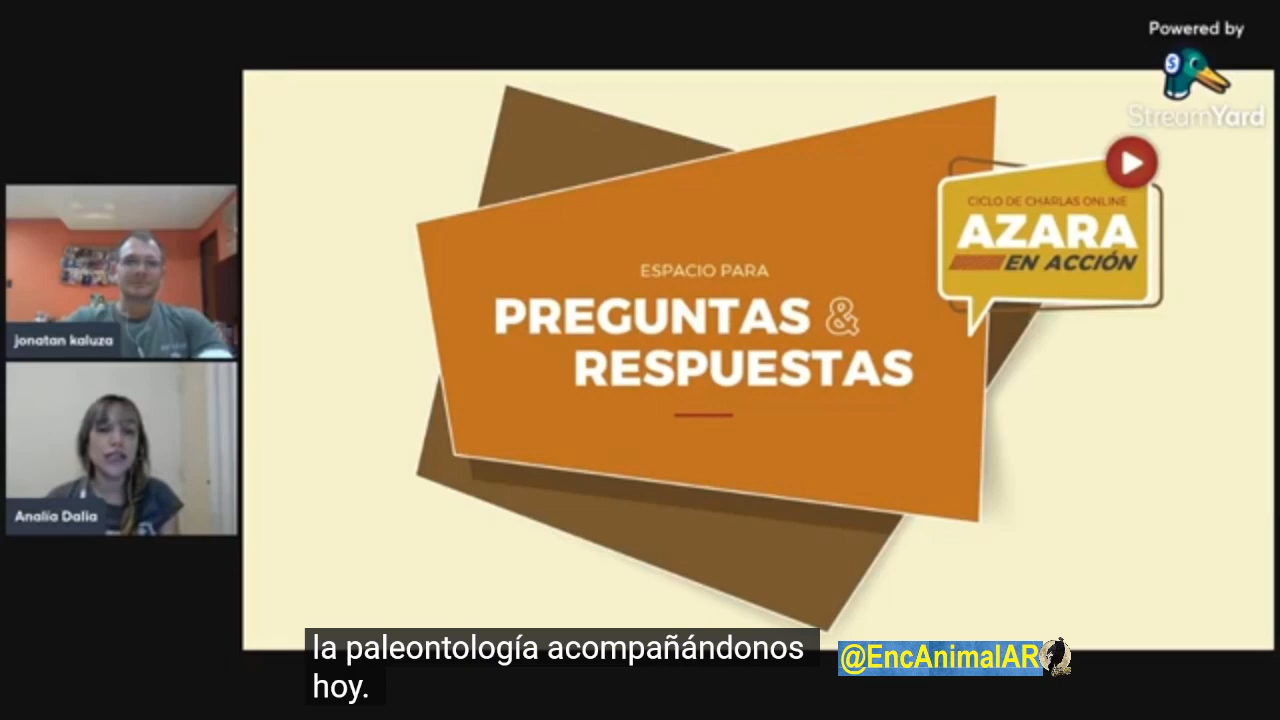 Powered by
StreamYard
CICLO DE CHARLAS ONLINE
AZARA
EN ACCIÓN
ESPACIO PARA
PREGUNTAS &
RESPUESTAS
jonatan kaluza
Analía Dalia
la paleontología acompañándonos
hoy.
@EncAnimalAR